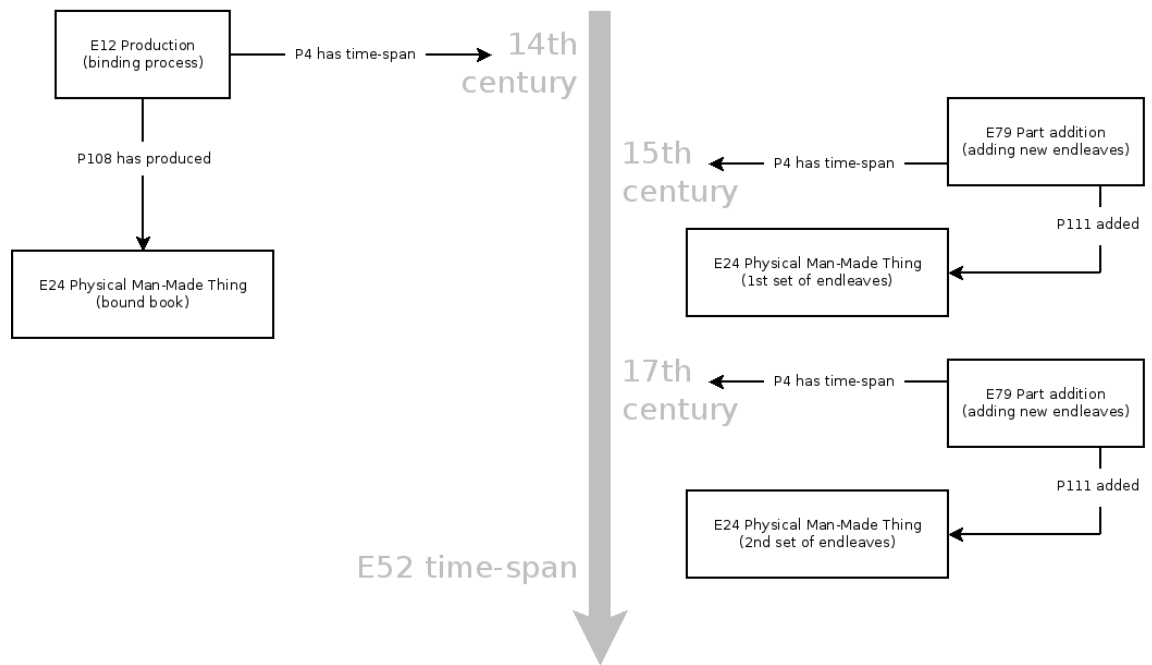 E12 Production
(binding process)
P4 has time-span
14th
century
P108 has produced
E24 Physical Man-Made Thing
(bound book)
15th
century
P4 has time-span
E79 Part addition
(adding new endleaves)
P111 added
E24 Physical Man-Made Thing
(1st set of endleaves)
17th
century
P4 has time-span
E79 Part addition
(adding new endleaves)
P111 added
E24 Physical Man-Made Thing
(2nd set of endleaves)
E52 time-span